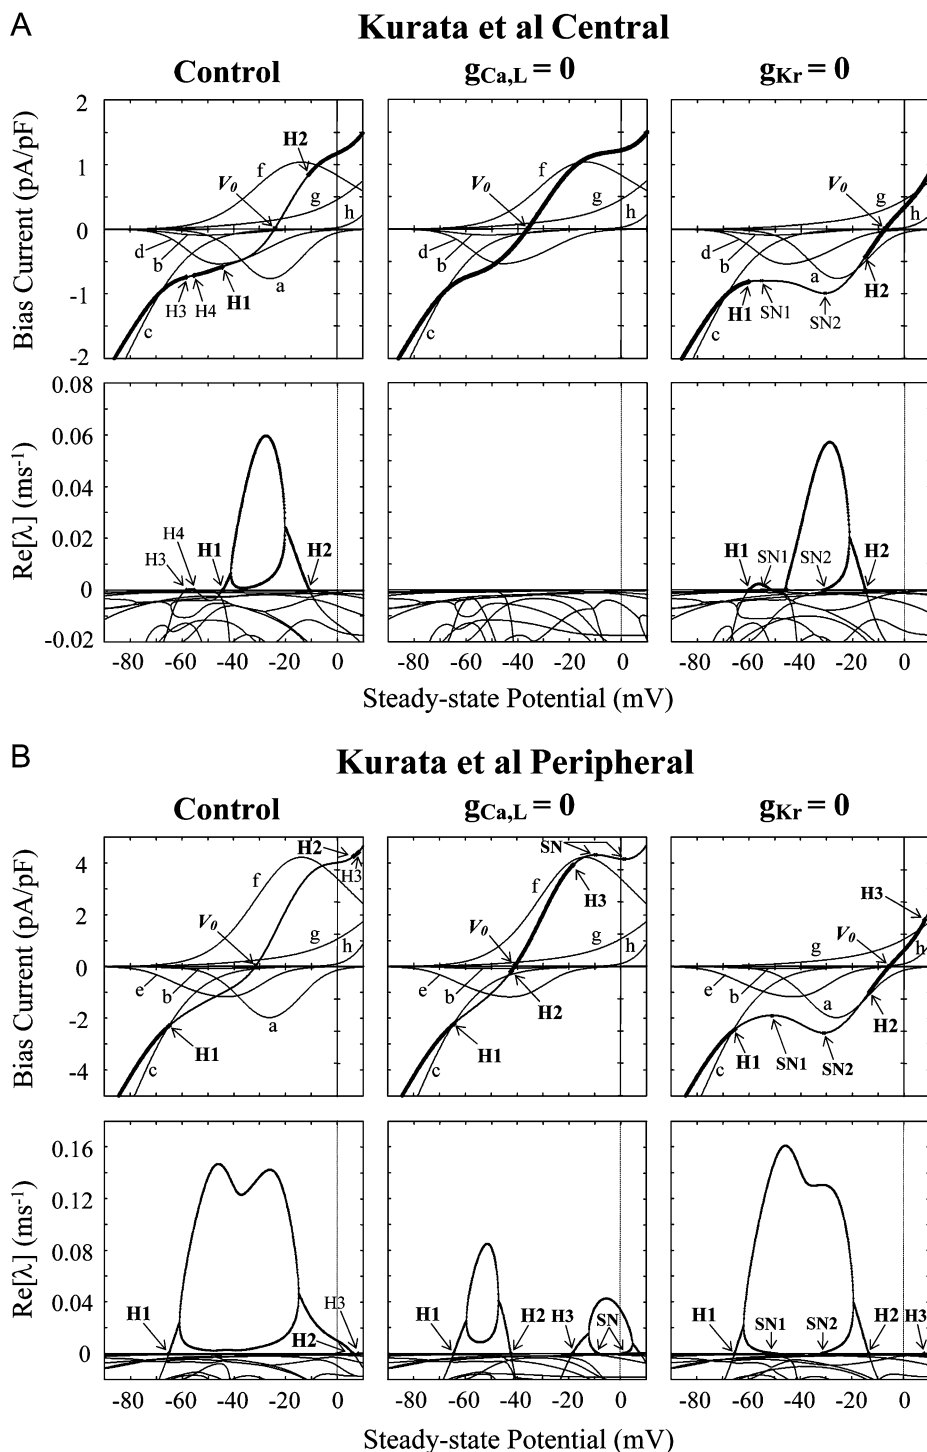 A
Kurata et al Central
Control
g_Ca,L = 0
g_Kr = 0
Bias Current (pA/pF)
2
1
0
-1
-2
H2
f
V0
g
h
d
b
a
H3
H4
H1
c
V0
f
g
h
d
b
c
V0
g
h
d
b
a
H2
H1
SN1
SN2
c
Re[λ] (ms-1)
0.08
0.06
0.04
0.02
0
-0.02
H4
H3
H1
H2
H1
SN1
SN2
H2
-80 -60 -40 -20 0
-80 -60 -40 -20 0
-80 -60 -40 -20 0
Steady-state Potential (mV)
B
Kurata et al Peripheral
Control
g_Ca,L = 0
g_Kr = 0
Bias Current (pA/pF)
4
2
0
-2
-4
H2
H3
f
V0
g
h
e
b
a
H1
c
SN
f
H3
V0
g
h
e
b
H2
H1
c
H3
V0
g
h
e
b
a
H2
H1
SN1
SN2
c
Re[λ] (ms-1)
0.16
0.12
0.08
0.04
0
H1
H2
H3
H1
H2
H3
SN
H1
SN1
SN2
H2
H3
-80 -60 -40 -20 0
-80 -60 -40 -20 0
-80 -60 -40 -20 0
Steady-state Potential (mV)